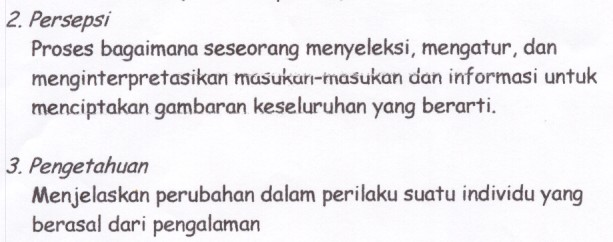 2. Persepsi
Proses bagaimana seseorang menyeleksi, mengatur, dan
menginterpretasikan masukan-masukan dan informasi untuk
menciptakan gambaran keseluruhan yang berarti.
3. Pengetahuan
Menjelaskan perubahan dalam perilaku suatu individu yang
berasal dari pengalaman